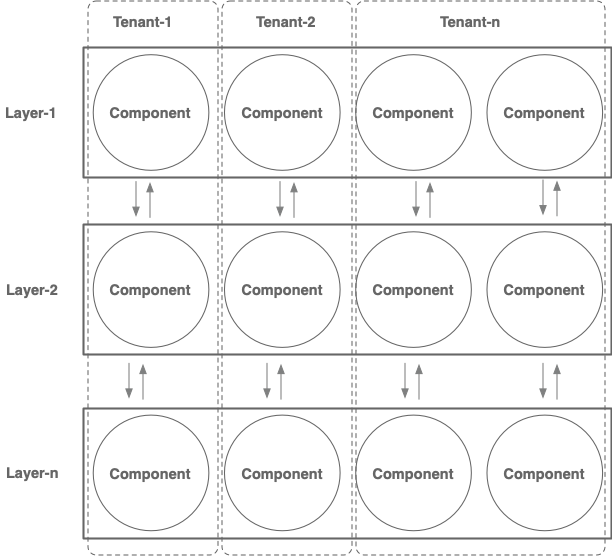 Tenant-1 Tenant-2 Tenant-n
Layer-1 Component Component Component Component
Layer-2 Component Component Component Component
Layer-n Component Component Component Component